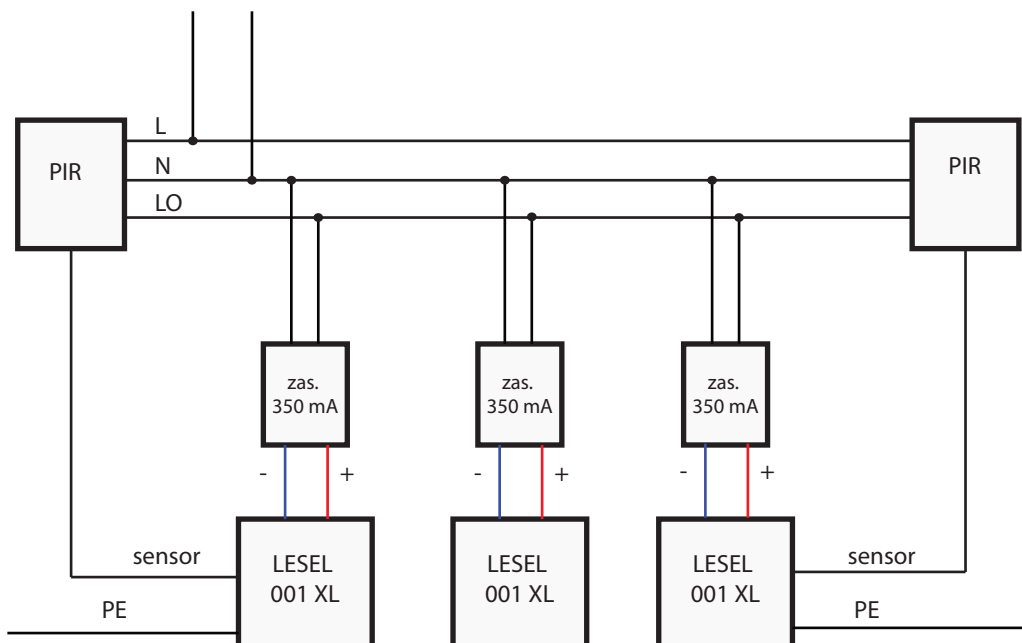 L
PIR
N
PIR
LO
zas.
350 mA
zas.
350 mA
zas.
350 mA
- +
- +
- +
sensor
LESEL
001 XL
LESEL
001 XL
LESEL
001 XL
sensor
PE
PE